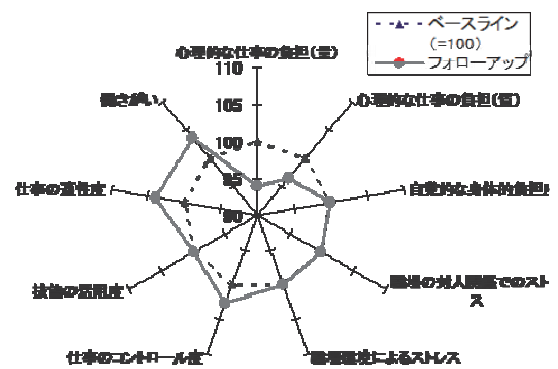 ベースライン
(=100)
フォローアップ
心理的な仕事の負担(量)
110
105
100
95
90
心理的な仕事の負担(質)
自覚的な身体的負担度
職場の対人関係でのスト
ス
職場環境によるストレス
仕事のコントロール度
技能の活用度
仕事の適性度
働きがい